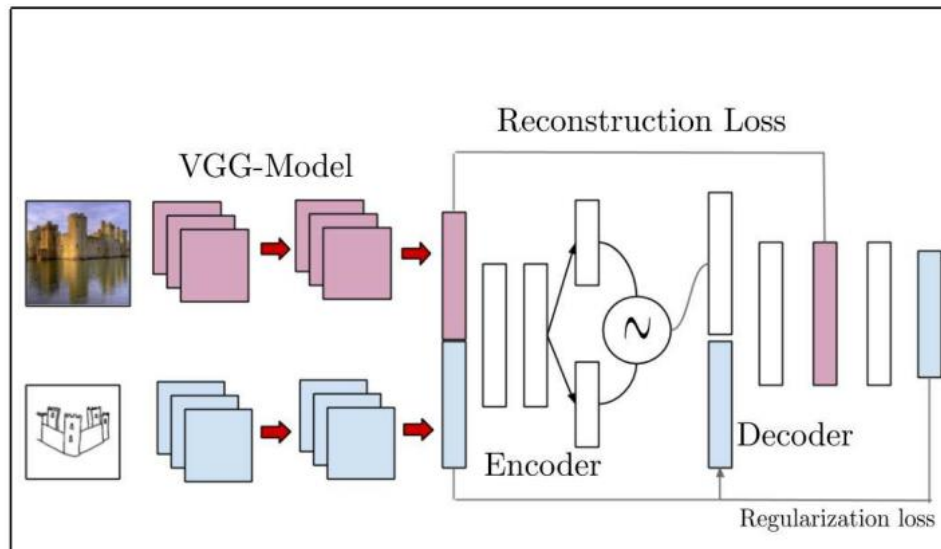 Reconstruction Loss
VGG-Model
~
Encoder
Decoder
Regularization loss